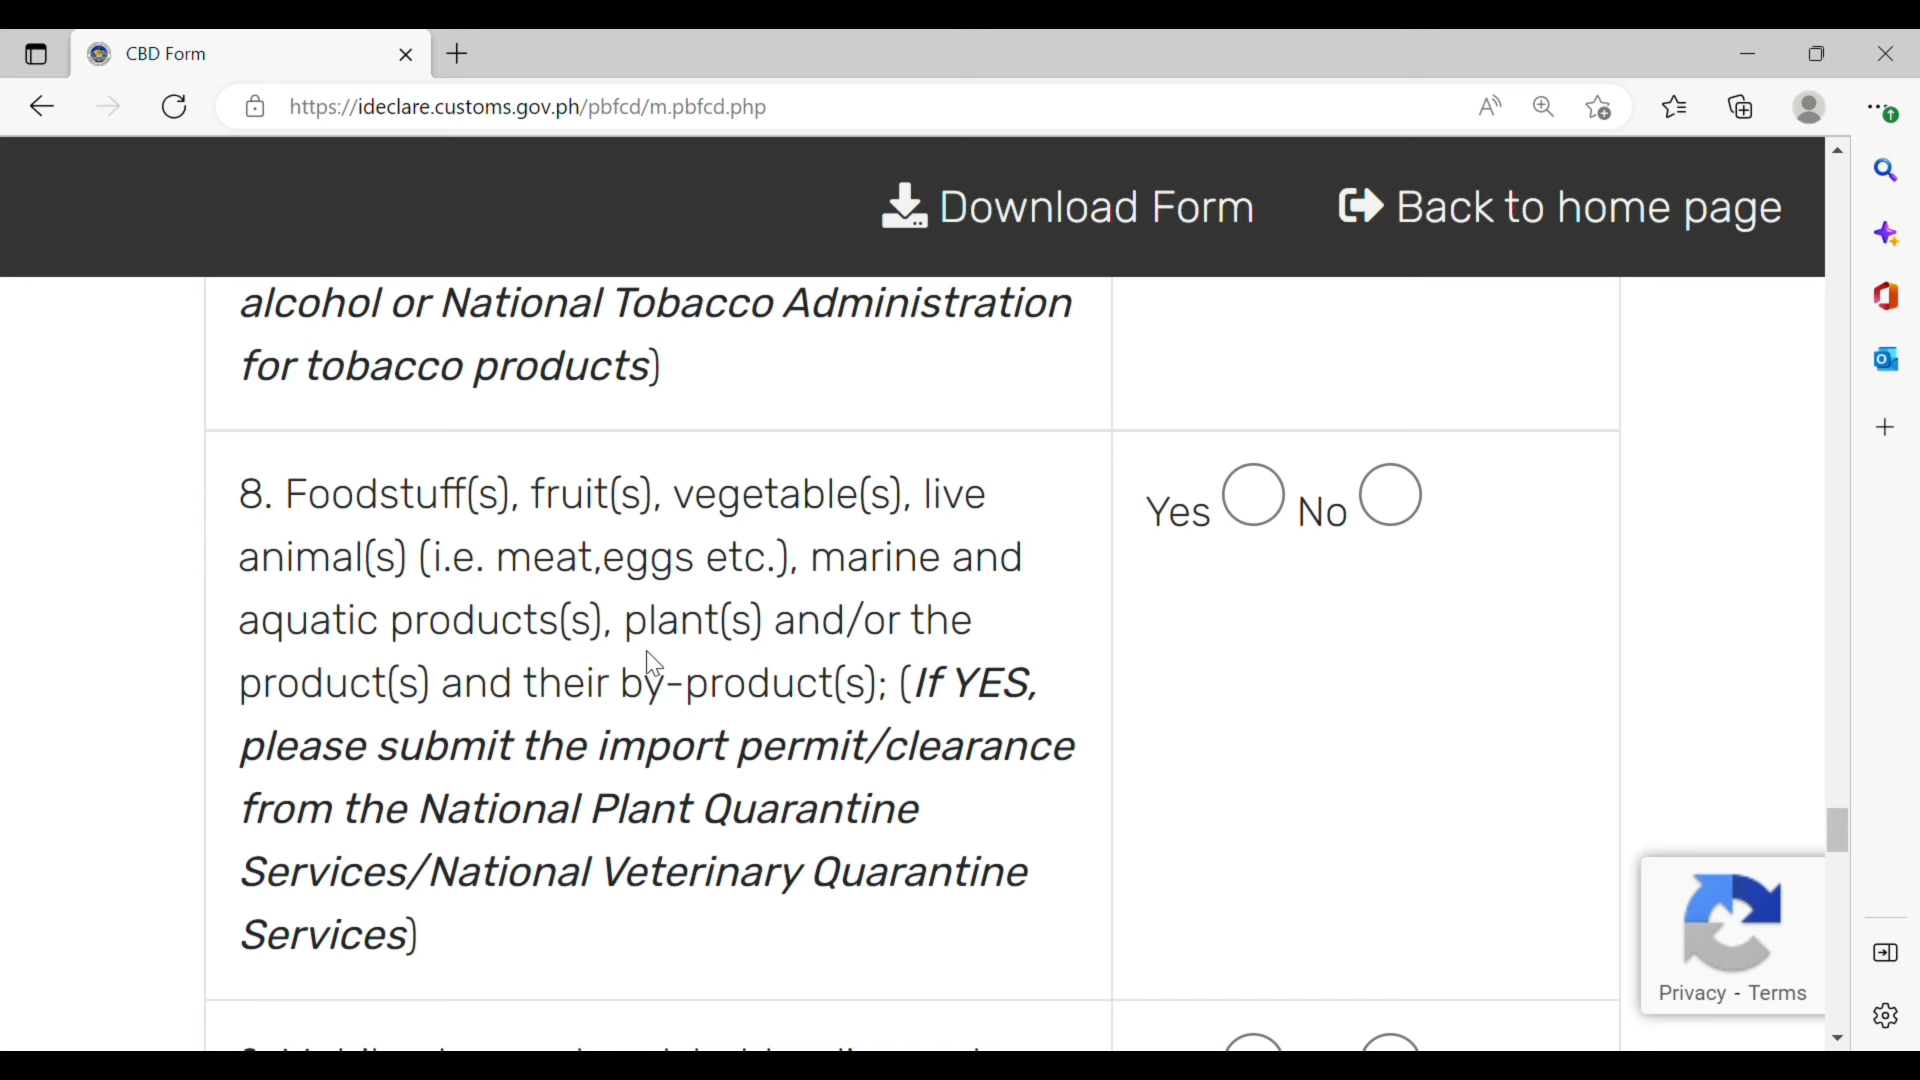 CBD Form
https://ideclare.customs.gov.ph/pbfcd/m.pbfcd.php
Download Form
Back to home page
alcohol or National Tobacco Administration
for tobacco products)
8. Foodstuff(s), fruit(s), vegetable(s), live
animal(s) (i.e. meat,eggs etc.), marine and
aquatic products(s), plant(s) and/or the
product(s) and their by-product(s); (If YES,
please submit the import permit/clearance
from the National Plant Quarantine
Services/National Veterinary Quarantine
Services)
Yes No
Privacy - Terms